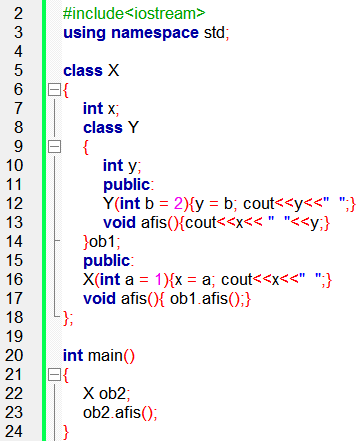 2 #include<iostream>
3 using namespace std;
4
5 class X
6 {
7 int x;
8 class Y
9 {
10 int y;
11 public:
12 Y(int b = 2){y = b; cout<<y<<"  ";}
13 void afis(){cout<<x<< "  "<<y;}
14 }ob1;
15 public:
16 X(int a = 1){x = a; cout<<x<<"  ";}
17 void afis(){ ob1.afis();}
18 };
19
20 int main()
21 {
22 X ob2;
23 ob2.afis();
24 }